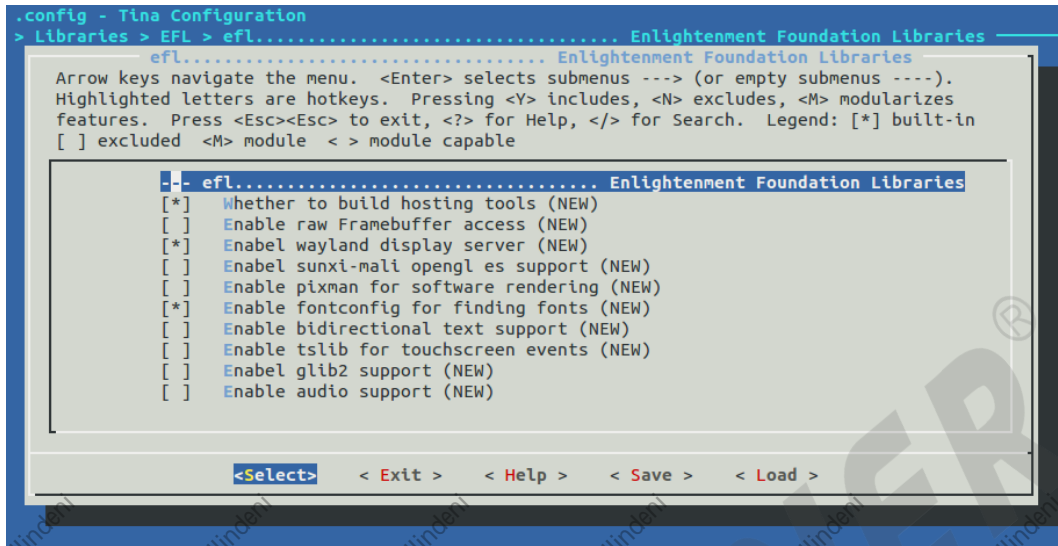 .config - Tina Configuration
> Libraries > EFL > efl................................... Enlightenment Foundation Libraries
efl................................... Enlightenment Foundation Libraries
Arrow keys navigate the menu.  <Enter> selects submenus ---> (or empty submenus ----).
Highlighted letters are hotkeys.  Pressing <Y> includes, <N> excludes, <M> modularizes
features.  Press <Esc><Esc> to exit, <?> for Help, </> for Search.  Legend: [*] built-in
[ ] excluded  <M> module  < > module capable
--- efl................................... Enlightenment Foundation Libraries
[*]   Whether to build hosting tools (NEW)
[ ]   Enable raw Framebuffer access (NEW)
[*]   Enabel wayland display server (NEW)
[ ]   Enabel sunxi-mali opengl es support (NEW)
[ ]   Enable pixman for software rendering (NEW)
[*]   Enable fontconfig for finding fonts (NEW)
[ ]   Enable bidirectional text support (NEW)
[ ]   Enable tslib for touchscreen events (NEW)
[ ]   Enabel glib2 support (NEW)
[ ]   Enable audio support (NEW)
<Select>    < Exit >    < Help >    < Save >    < Load >